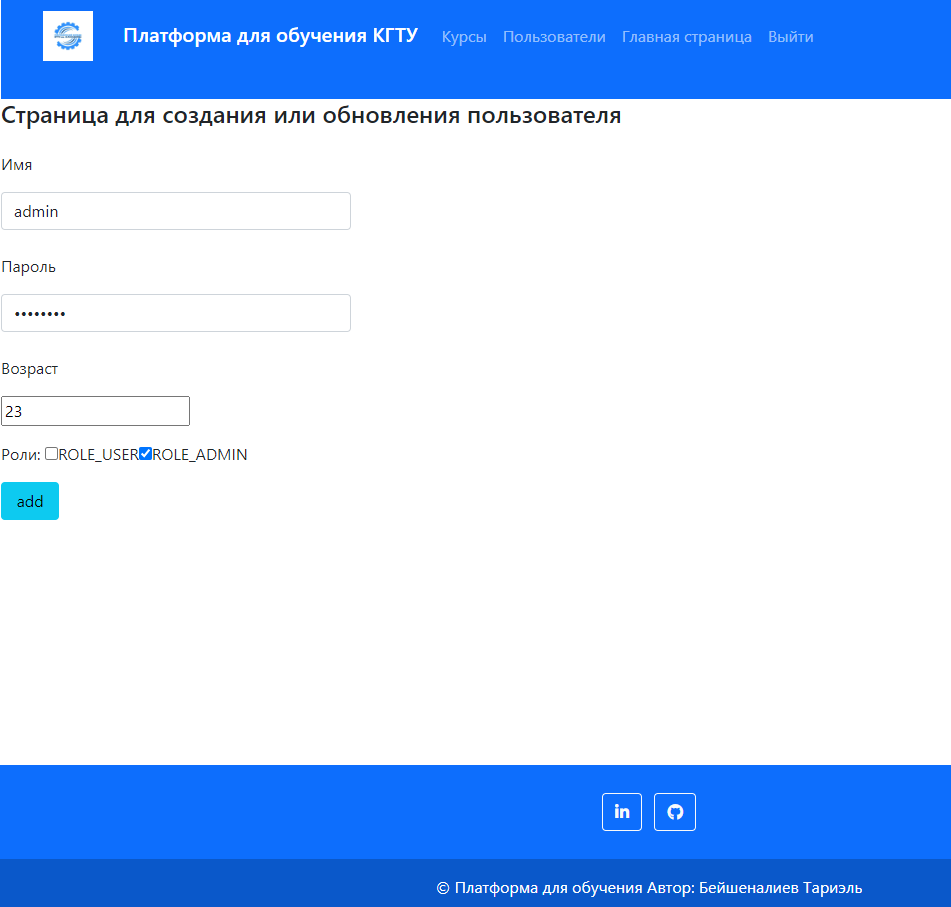 Платформа для обучения КГТУ Курсы Пользователи Главная страница Выйти
Страница для создания или обновления пользователя
Имя
admin
Пароль
••••••••
Возраст
23
Роли: ROLE_USER ROLE_ADMIN
add
in
© Платформа для обучения Автор: Бейшеналиев Тариэль